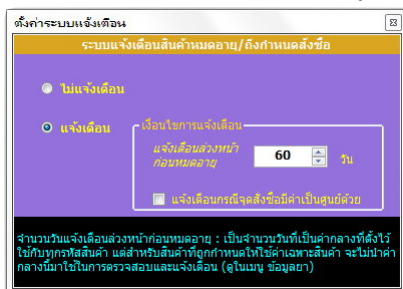 ตั้งค่าระบบแจ้งเตือน
ระบบแจ้งเตือนสินค้าหมดอายุ/ถึงกำหนดสั่งซื้อ
ไม่แจ้งเตือน
แจ้งเตือน
เงื่อนไขการแจ้งเตือน
แจ้งเตือนล่วงหน้า
ก่อนหมดอายุ
60
วัน
แจ้งเตือนกรณีจุดสั่งซื้อมีค่าเป็นศูนย์ด้วย
จำนวนวันแจ้งเตือนล่วงหน้าก่อนหมดอายุ : เป็นจำนวนวันที่เป็นค่ากลางที่ตั้งไว้
ใช้กับทุกรหัสสินค้า แต่สำหรับสินค้าที่ถูกกำหนดให้ใช้ค่าเฉพาะสินค้า จะไม่นำค่า
กลางนี้มาใช้ในการตรวจสอบและแจ้งเตือน (ดูในเมนู ข้อมูลยา)